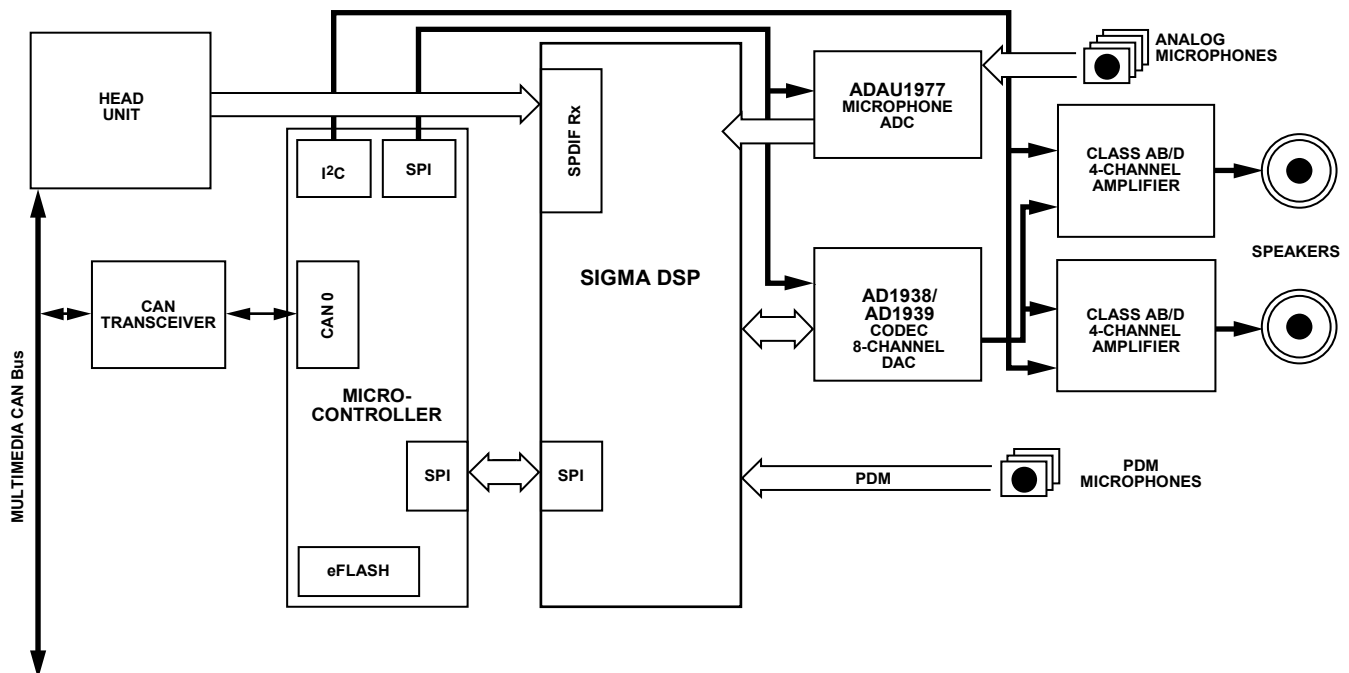 HEAD
UNIT
I²C
SPI
SPDIF Rx
ADAU1977
MICROPHONE
ADC
ANALOG
MICROPHONES
CLASS AB/D
4-CHANNEL
AMPLIFIER
SPEAKERS
CAN
TRANSCEIVER
CAN 0
MICRO-
CONTROLLER
SIGMA DSP
AD1938/
AD1939
CODEC
8-CHANNEL
DAC
CLASS AB/D
4-CHANNEL
AMPLIFIER
MULTIMEDIA CAN Bus
SPI
SPI
PDM
PDM
MICROPHONES
eFLASH